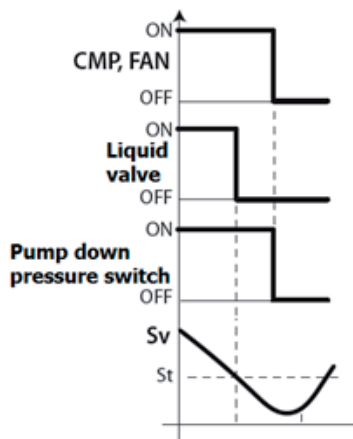 ON
CMP, FAN
OFF
ON
Liquid
valve
OFF
ON
Pump down
pressure switch
OFF
Sv
St